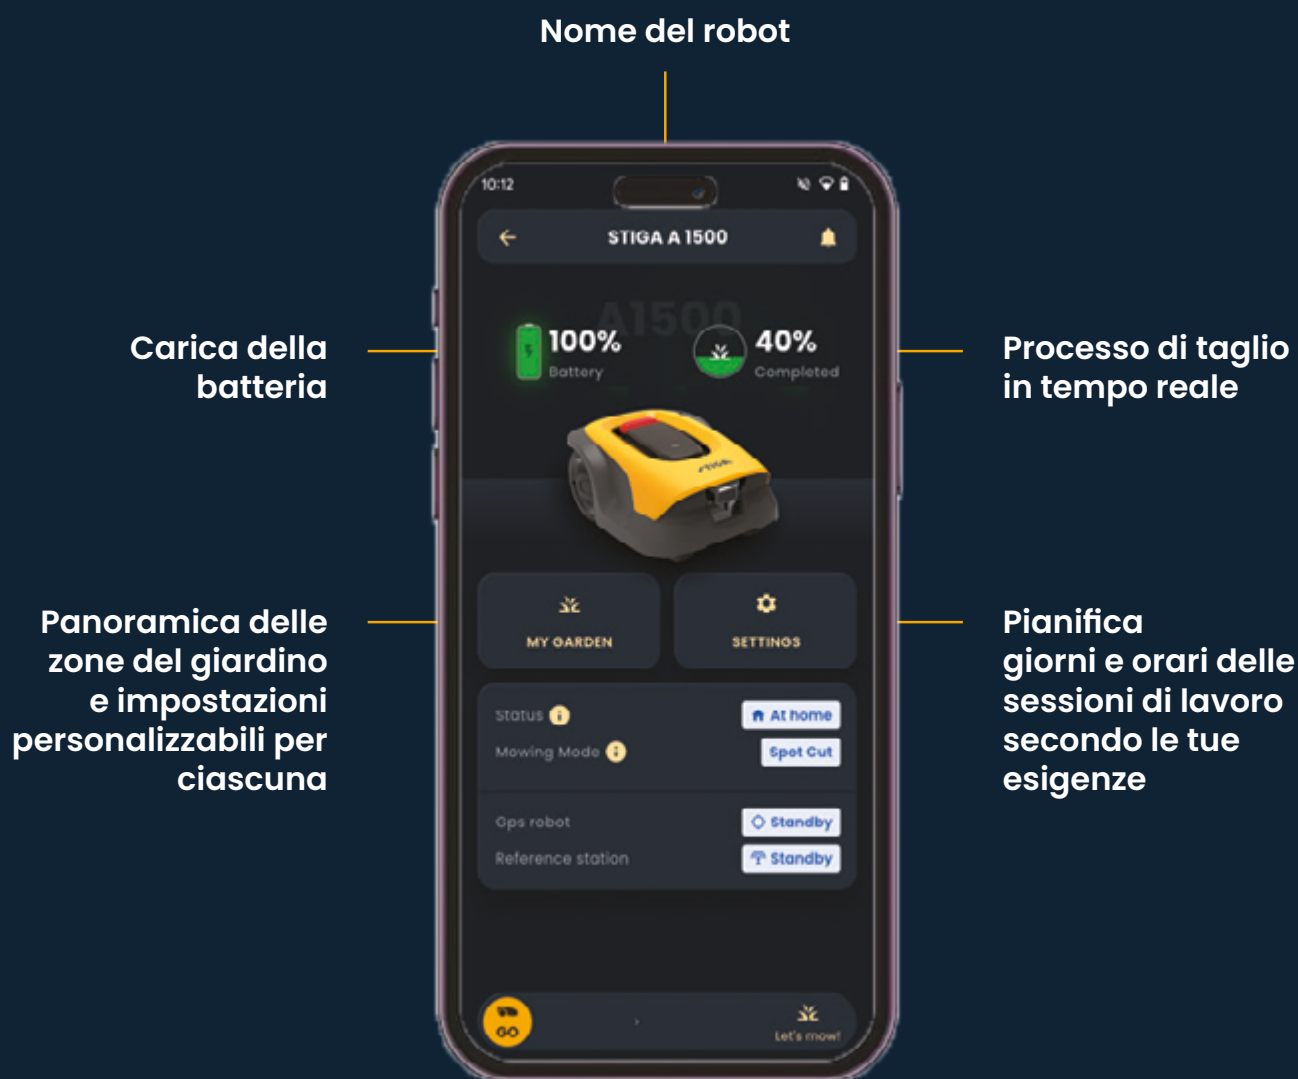 Nome del robot
10:12
STIGA A 1500
A1500
100%
Battery
40%
Completed
Carica della
batteria
Processo di taglio
in tempo reale
STIGA
MY GARDEN
SETTINGS
Panoramica delle
zone del giardino
e impostazioni
personalizzabili per
ciascuna
Pianifica
giorni e orari delle
sessioni di lavoro
secondo le tue
esigenze
Status
At home
Mowing Mode
Spot Cut
Gps robot
Standby
Reference station
Standby
GO
Let's mow!